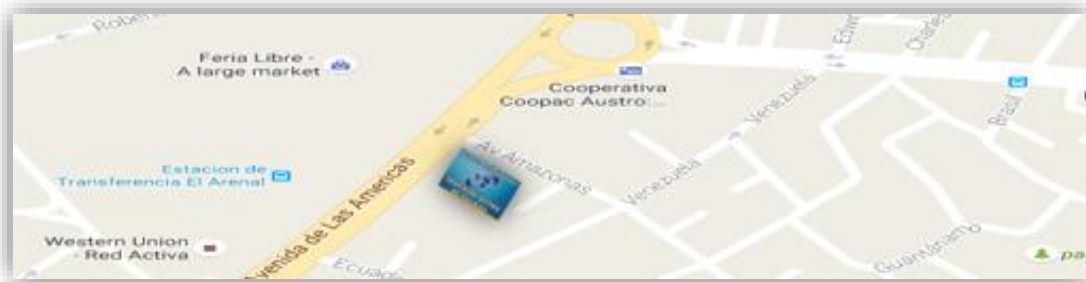 Feria Libre -
A large market
Cooperativa
Coopac Austro:...
Venezuela
Brasil
Av Amazonas
Estacion de
Transferencia El Arenal
Venezuela
Avenida de Las Americas
Western Union
- Red Activa